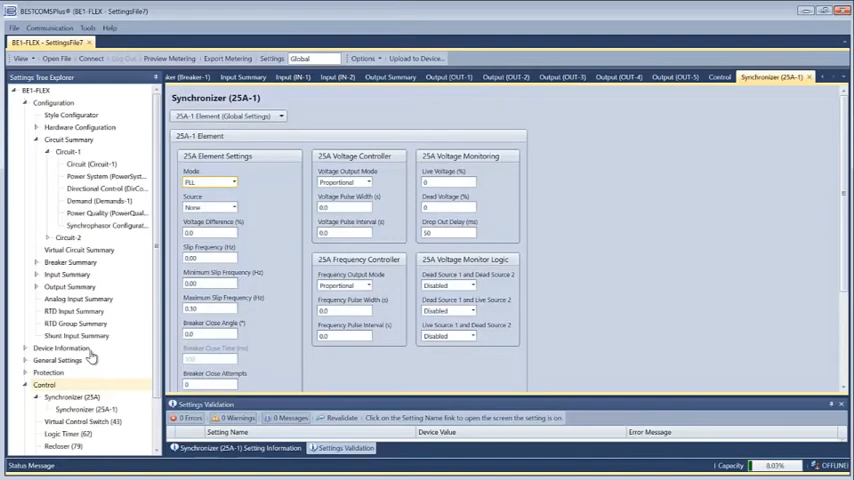 BESTCOMSPlus® (BE1-FLEX - SettingsFile7)
File Communication Tools Help
BE1-FLEX - SettingsFile7 ×
View Open File Connect Log Out Preview Metering Export Metering Settings Global Options Upload to Device...
Settings Tree Explorer
ker (Breaker-1) Input Summary Input (IN-1) Input (IN-2) Output Summary Output (OUT-1) Output (OUT-2) Output (OUT-3) Output (OUT-4) Output (OUT-5) Control Synchronizer (25A-1) ×
BE1-FLEX
Configuration
Style Configurator
Hardware Configuration
Circuit Summary
Circuit-1
Circuit (Circuit-1)
Power System (PowerSyst...
Directional Control (DirCo...
Demand (Demands-1)
Power Quality (PowerQual...
Synchrophasor Configurat...
Circuit-2
Virtual Circuit Summary
Breaker Summary
Input Summary
Output Summary
Analog Input Summary
RTD Input Summary
RTD Group Summary
Shunt Input Summary
Device Information
General Settings
Protection
Control
Synchronizer (25A)
Synchronizer (25A-1)
Virtual Control Switch (43)
Logic Timer (62)
Recloser (79)
Synchronizer (25A-1)
25A-1 Element (Global Settings)
25A-1 Element
25A Element Settings
Mode
PLL
Source
None
Voltage Difference (%)
0.0
Slip Frequency (Hz)
0.00
Minimum Slip Frequency (Hz)
0.00
Maximum Slip Frequency (Hz)
0.30
Breaker Close Angle (°)
0.0
Breaker Close Time (ms)
100
Breaker Close Attempts
0
25A Voltage Controller
Voltage Output Mode
Proportional
Voltage Pulse Width (s)
0.0
Voltage Pulse Interval (s)
0.0
25A Frequency Controller
Frequency Output Mode
Proportional
Frequency Pulse Width (s)
0.0
Frequency Pulse Interval (s)
0.0
25A Voltage Monitoring
Live Voltage (%)
0
Dead Voltage (%)
0
Drop Out Delay (ms)
50
25A Voltage Monitor Logic
Dead Source 1 and Dead Source 2
Disabled
Dead Source 1 and Live Source 2
Disabled
Live Source 1 and Dead Source 2
Disabled
Settings Validation
0 Errors 0 Warnings 0 Messages Revalidate Click on the Setting Name link to open the screen the setting is on.
Setting Name Device Value Error Message
Synchronizer (25A-1) Setting Information Settings Validation
Status Message Capacity 8.03% OFFLINE